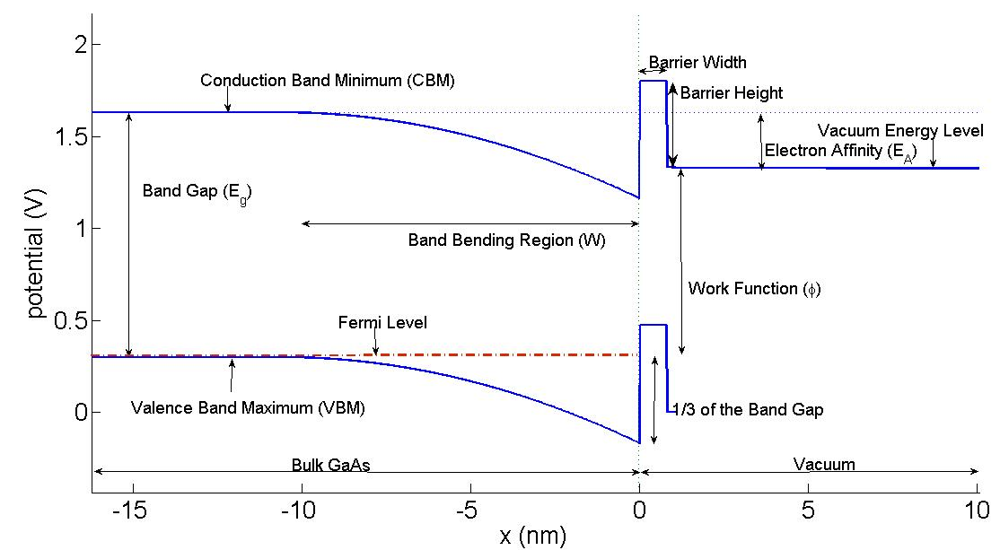 Barrier Width
Conduction Band Minimum (CBM)
Barrier Height
Vacuum Energy Level
Electron Affinity (E_A)
Band Gap (E_g)
Band Bending Region (W)
Work Function (ϕ)
Fermi Level
Valence Band Maximum (VBM)
1/3 of the Band Gap
Bulk GaAs
Vacuum
potential (V)
2
1.5
1
0.5
0
-15
-10
-5
0
5
10
x (nm)